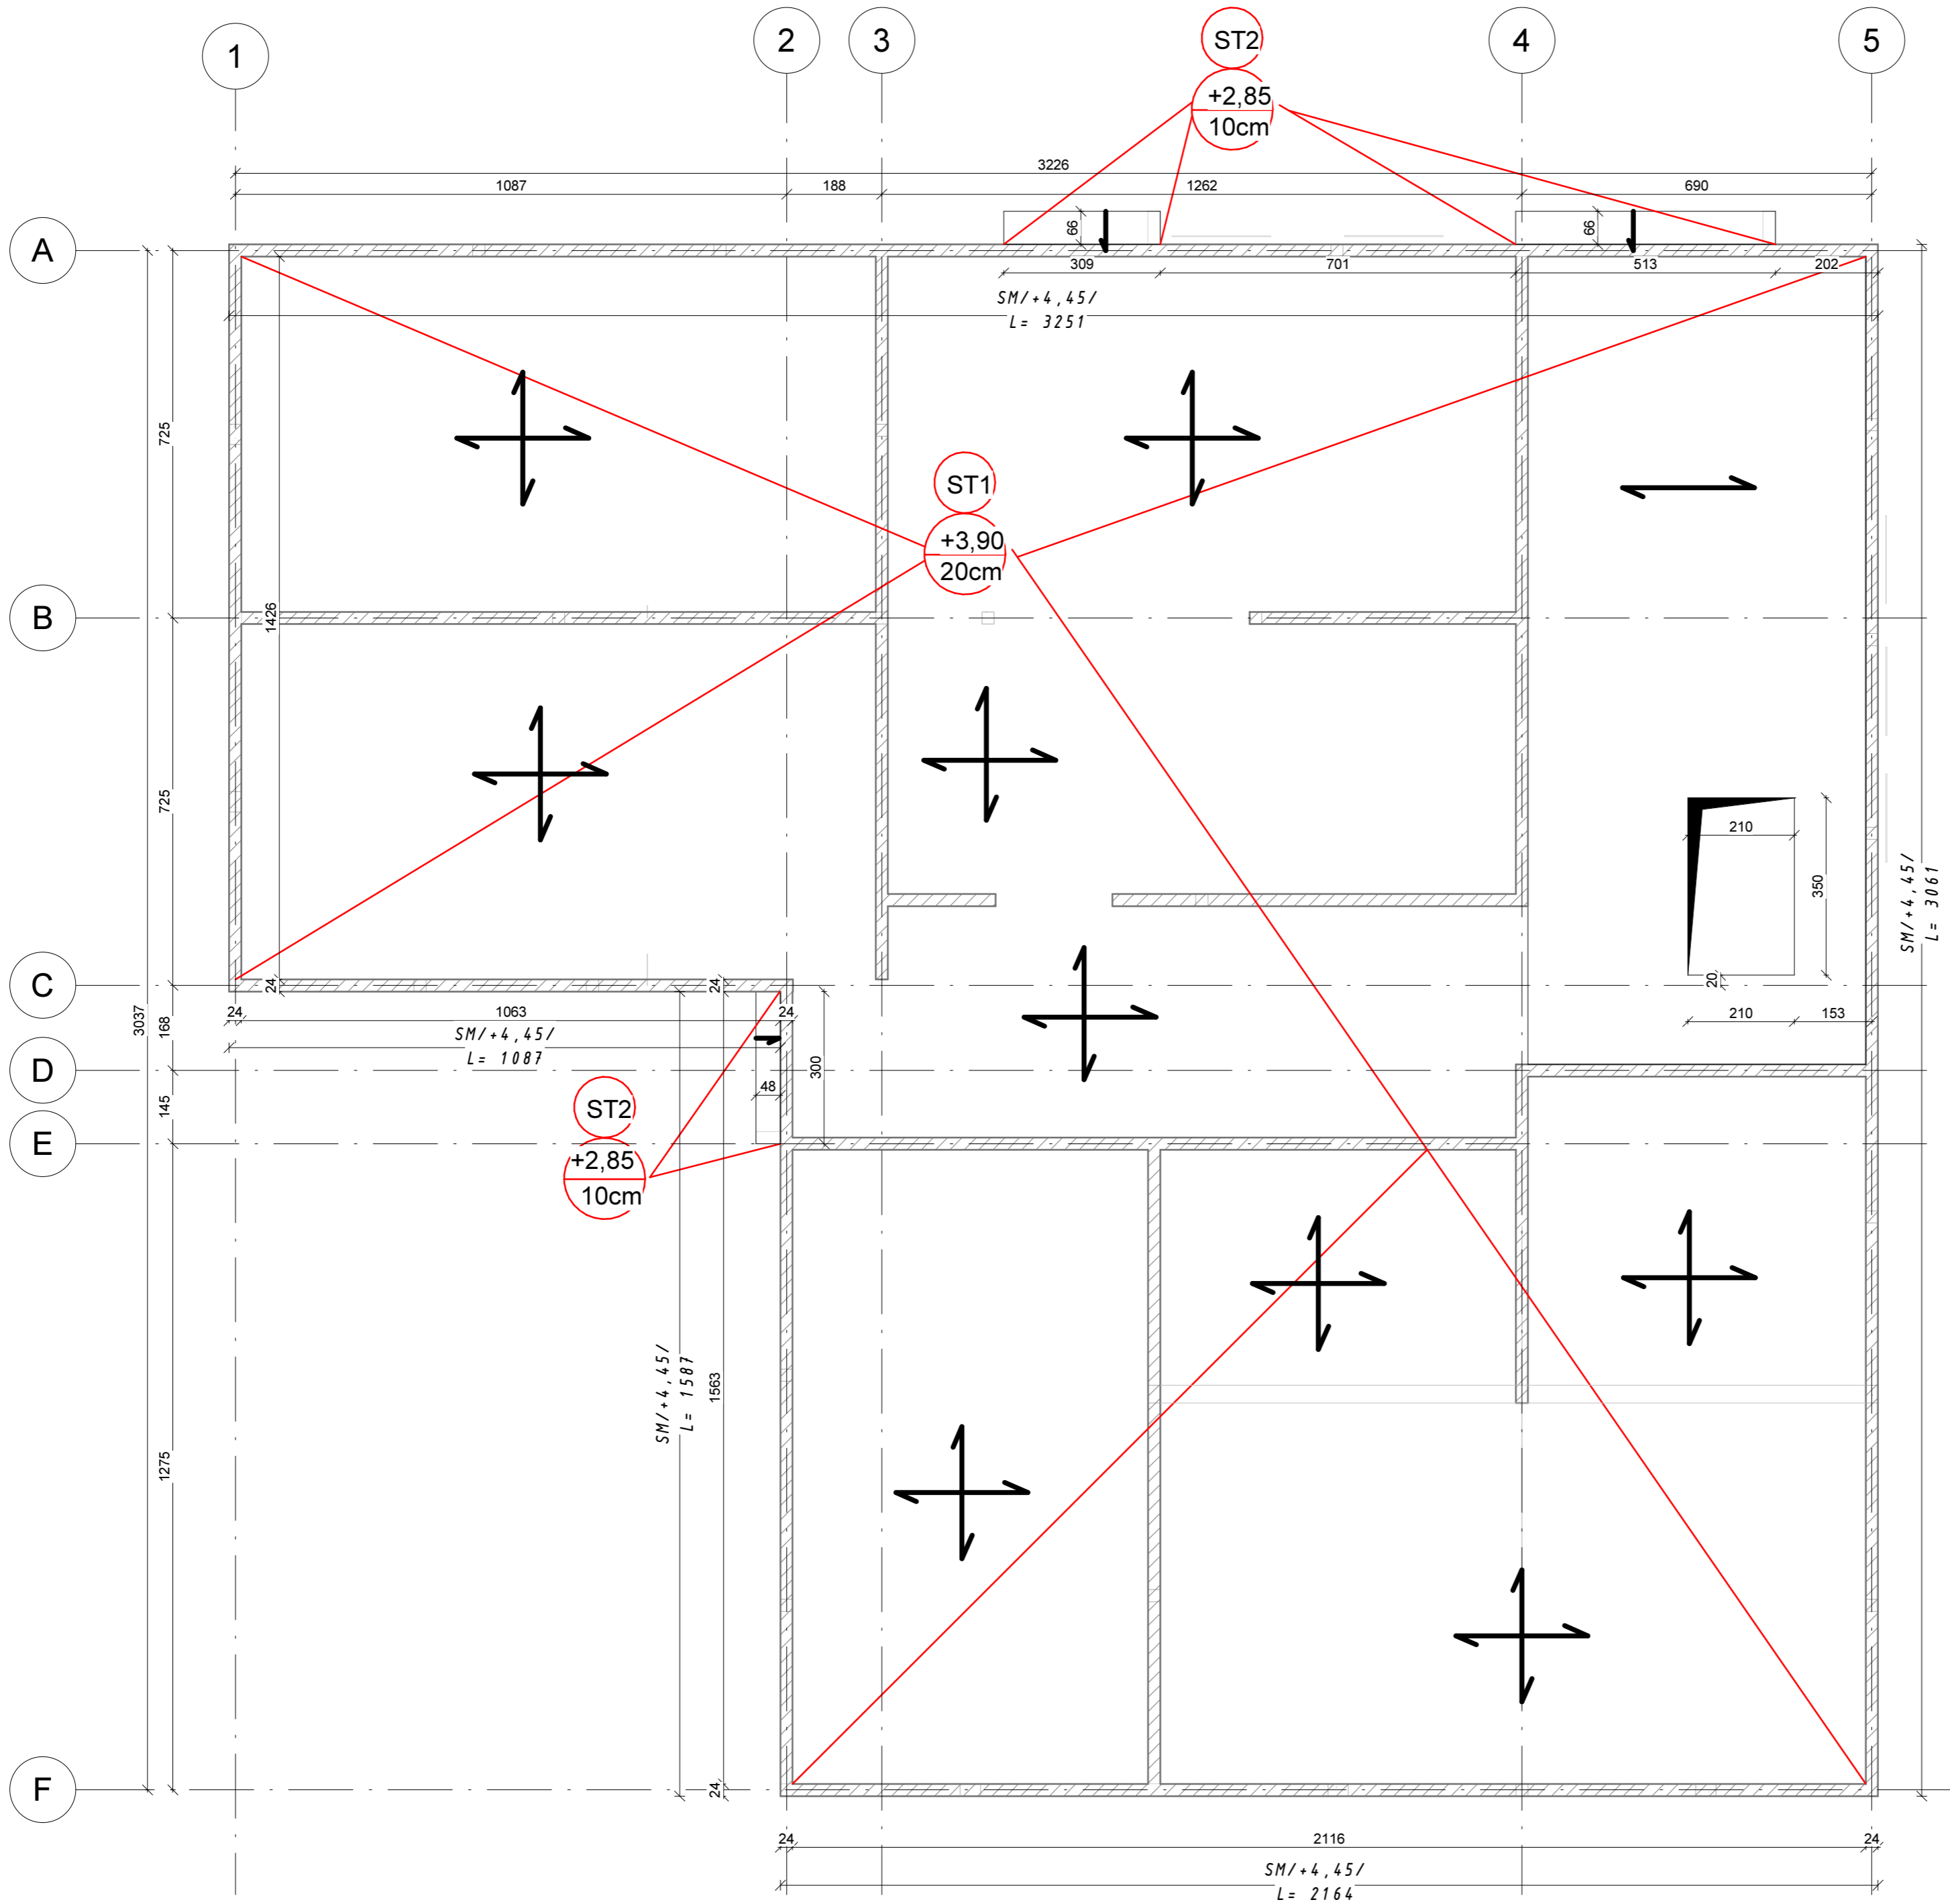 1
2
3
4
5
ST2
+2,85
10cm
3226
1087
188
1262
690
A
66
66
309
701
513
202
SM/+4,45/
L= 3251
725
ST1
+3,90
20cm
B
1426
725
210
350
SM/+4,45/
L= 3061
20
C
24
24
3037
168
24
1063
24
210
153
SM/+4,45/
L= 1087
300
D
48
145
ST2
+2,85
10cm
E
SM/+4,45/
L= 1587
1563
1275
F
24
24
2116
24
SM/+4,45/
L= 2164